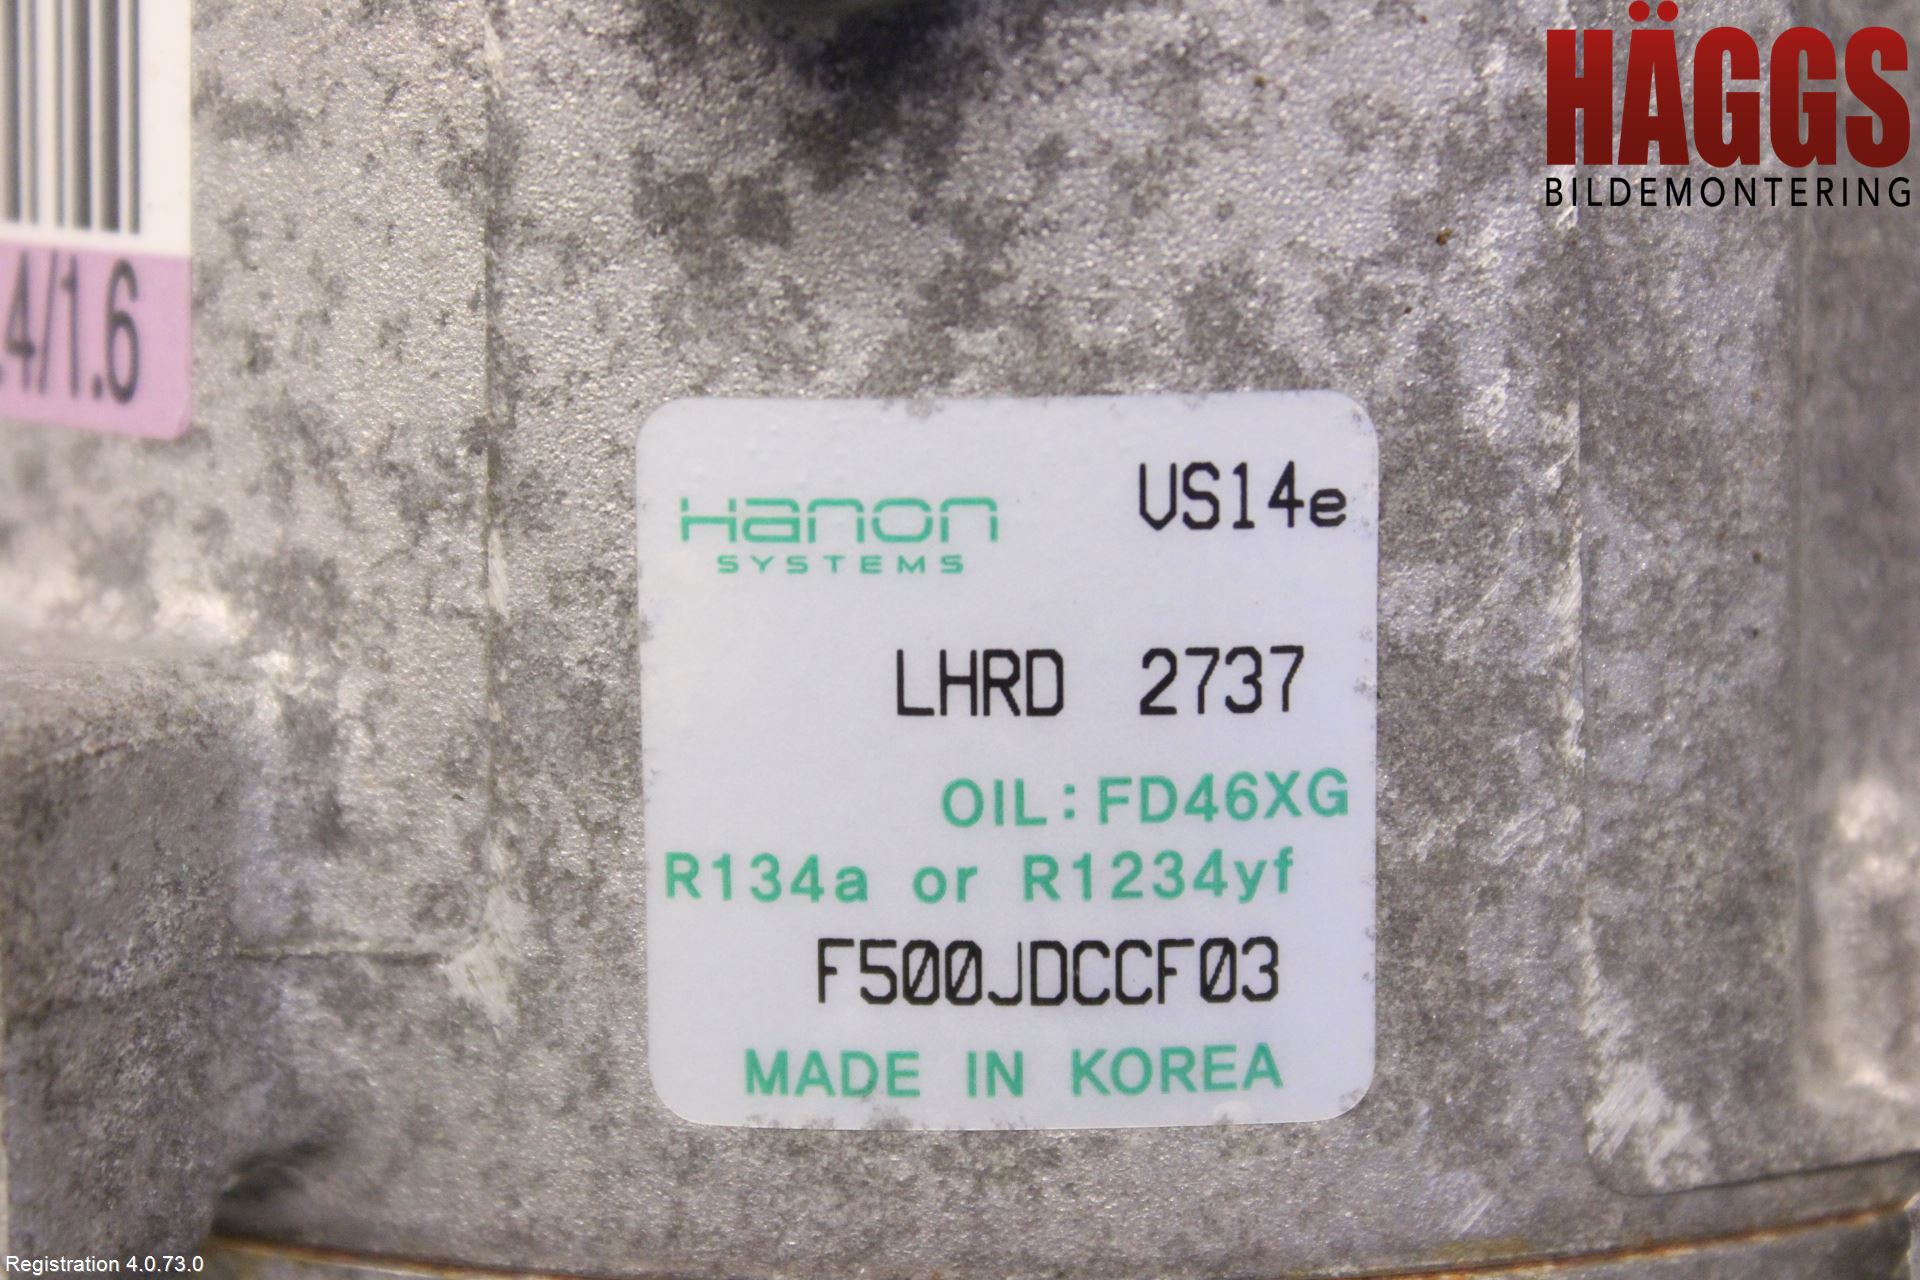 HÄGGS
BILDEMONTERING
4/1.6
Hanon
SYSTEMS
VS14e
LHRD 2737
OIL:FD46XG
R134a or R1234yf
F500JDCCF03
MADE IN KOREA
Registration 4.0.73.0